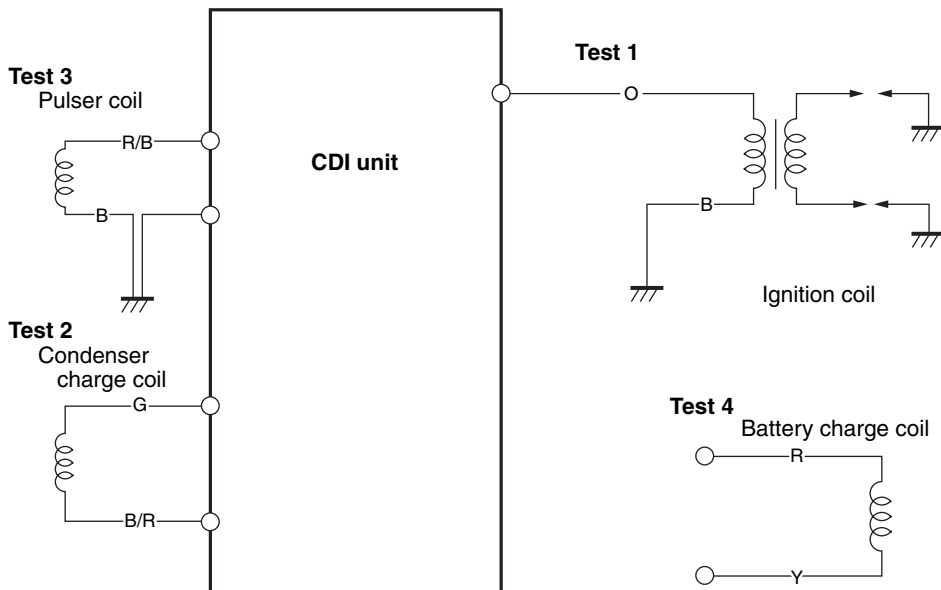 Test 3
Pulser coil
R/B
B
Test 2
Condenser
charge coil
G
B/R
CDI unit
Test 1
O
B
Ignition coil
Test 4
Battery charge coil
R
Y